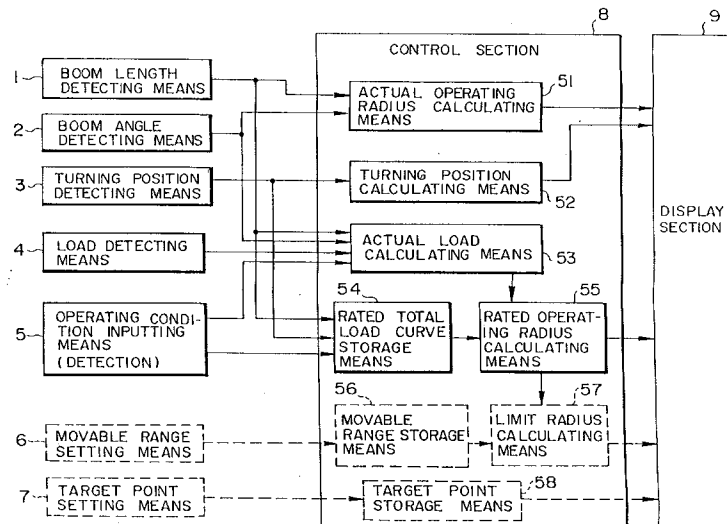 8
9
CONTROL SECTION
1
BOOM LENGTH
DETECTING MEANS
2
BOOM ANGLE
DETECTING MEANS
3
TURNING POSITION
DETECTING MEANS
4
LOAD DETECTING
MEANS
5
OPERATING CONDI-
TION INPUTTING
MEANS
(DETECTION)
6
MOVABLE RANGE
SETTING MEANS
7
TARGET POINT
SETTING MEANS
51
ACTUAL OPERATING
RADIUS CALCULATING
MEANS
TURNING POSITION
CALCULATING MEANS
52
ACTUAL LOAD
CALCULATING MEANS
53
54
RATED TOTAL
LOAD CURVE
STORAGE
MEANS
55
RATED OPERAT-
ING RADIUS
CALCULATING
MEANS
56
MOVABLE
RANGE STORAGE
MEANS
57
LIMIT RADIUS
CALCULATING
MEANS
58
TARGET POINT
STORAGE MEANS
DISPLAY
SECTION